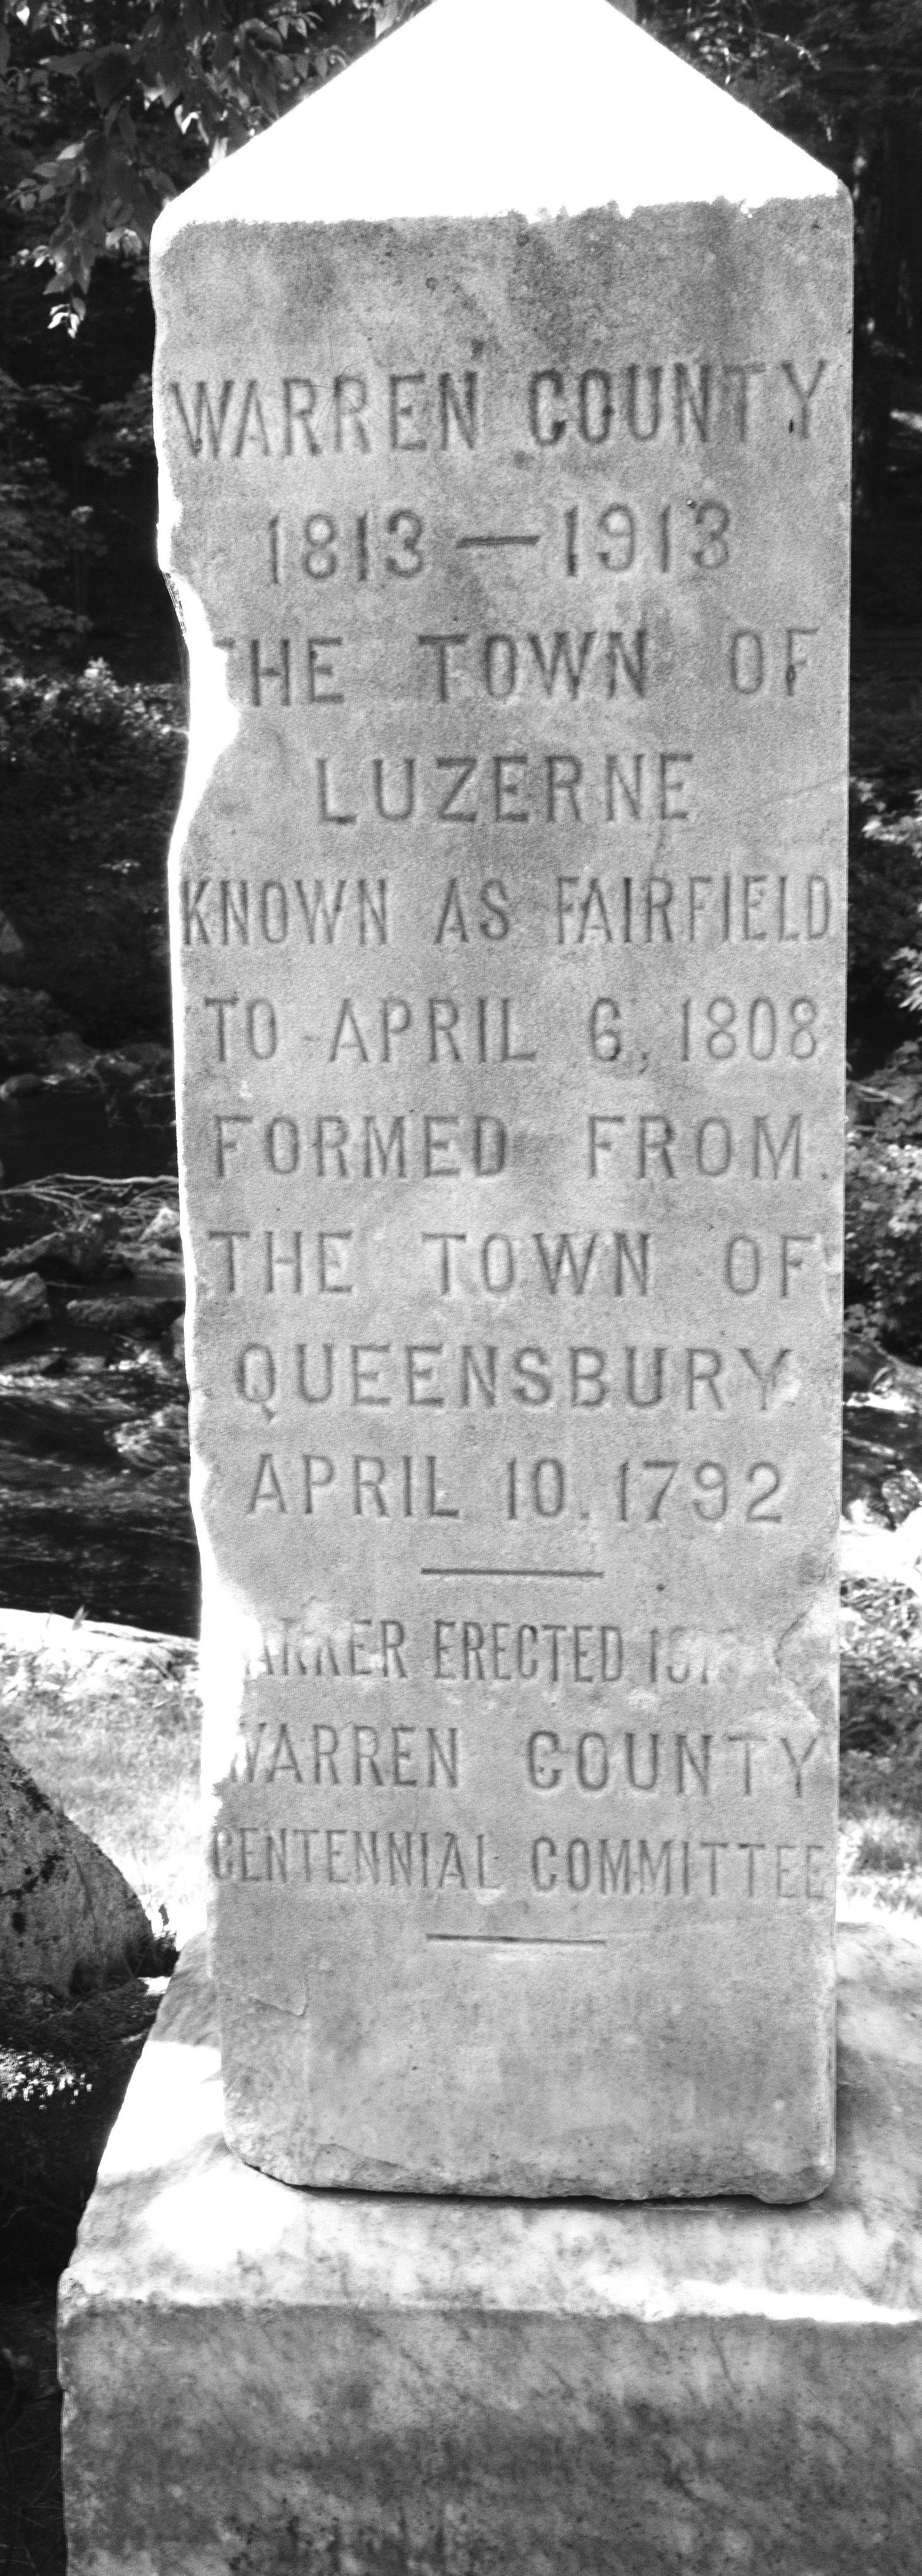 WARREN COUNTY
1813—1913
THE TOWN OF
LUZERNE
KNOWN AS FAIRFIELD
TO APRIL 6, 1808
FORMED FROM
THE TOWN OF
QUEENSBURY
APRIL 10, 1792
ERECTED
WARREN COUNTY
CENTENNIAL COMMITTEE